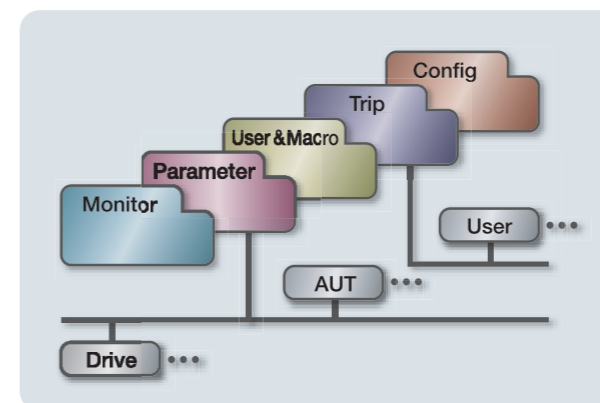 Config
Trip
User & Macro
Parameter
Monitor
User
AUT
Drive